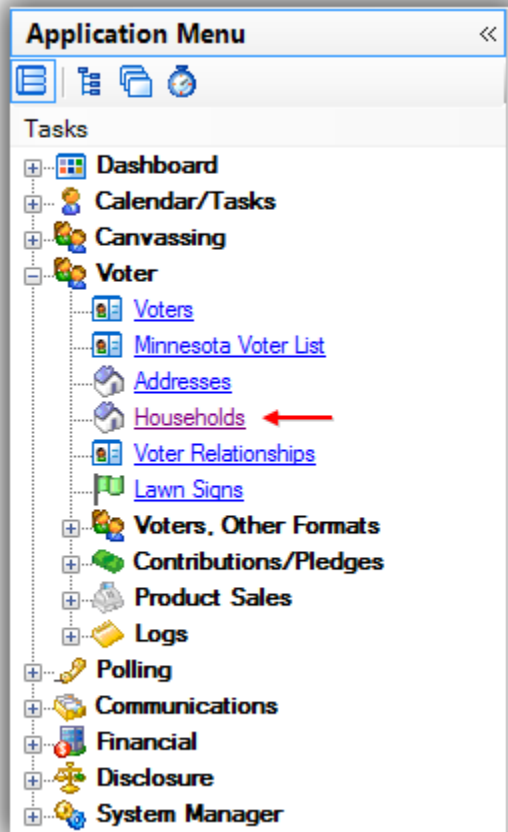 Application Menu
Tasks
Dashboard
Calendar/Tasks
Canvassing
Voter
Voters
Minnesota Voter List
Addresses
Households
Voter Relationships
Lawn Signs
Voters, Other Formats
Contributions/Pledges
Product Sales
Logs
Polling
Communications
Financial
Disclosure
System Manager